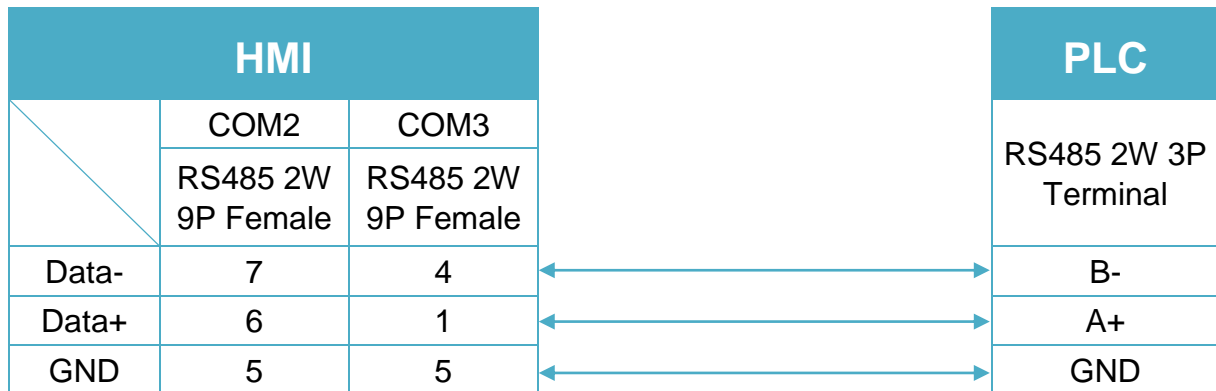 HMI
PLC
COM2
COM3
RS485 2W
9P Female
RS485 2W
9P Female
RS485 2W 3P
Terminal
Data-
7
4
B-
Data+
6
1
A+
GND
5
5
GND